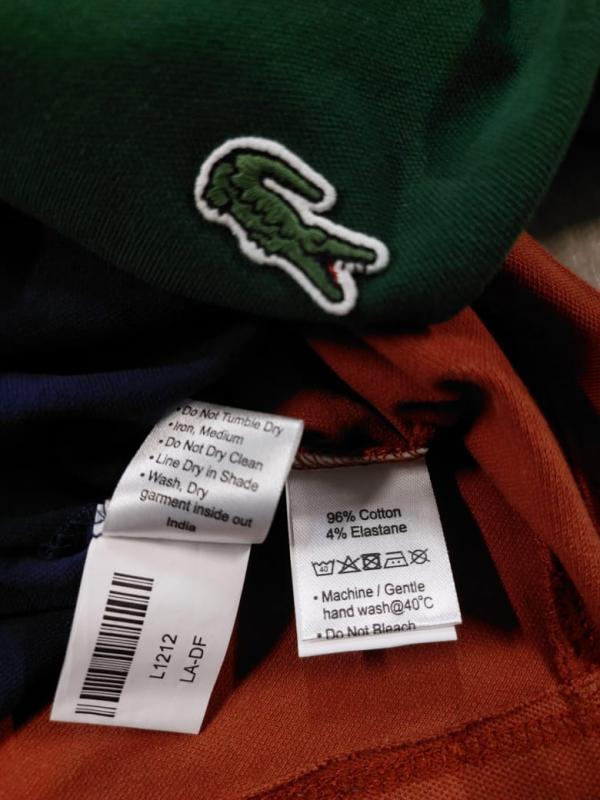 • Do Not Tumble Dry
• Iron, Medium
• Do Not Dry Clean
• Line Dry in Shade
• Wash, Dry
garment inside out
India
L1212
LA-DF
96% Cotton
4% Elastane
40
• Machine / Gentle
hand wash@40°C
• Do Not Bleach